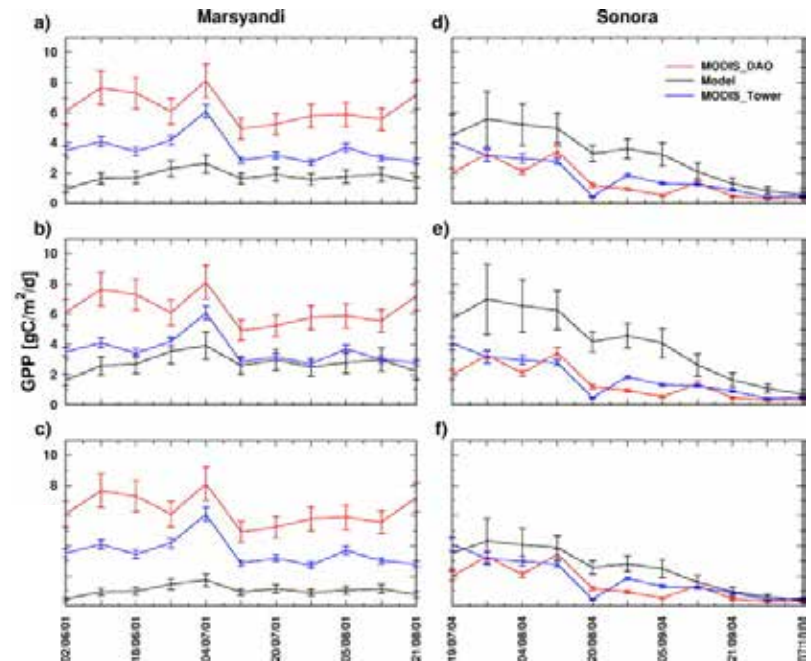 Marsyandi
Sonora
a)
d)
MODIS_DAO
Model
MODIS_Tower
10
8
6
4
2
0
b)
e)
10
8
6
4
2
0
GPP [gC/m²/d]
c)
f)
10
8
02/06/01
18/06/01
04/07/01
20/07/01
05/08/01
21/08/01
19/07/04
04/08/04
20/08/04
05/09/04
21/09/04